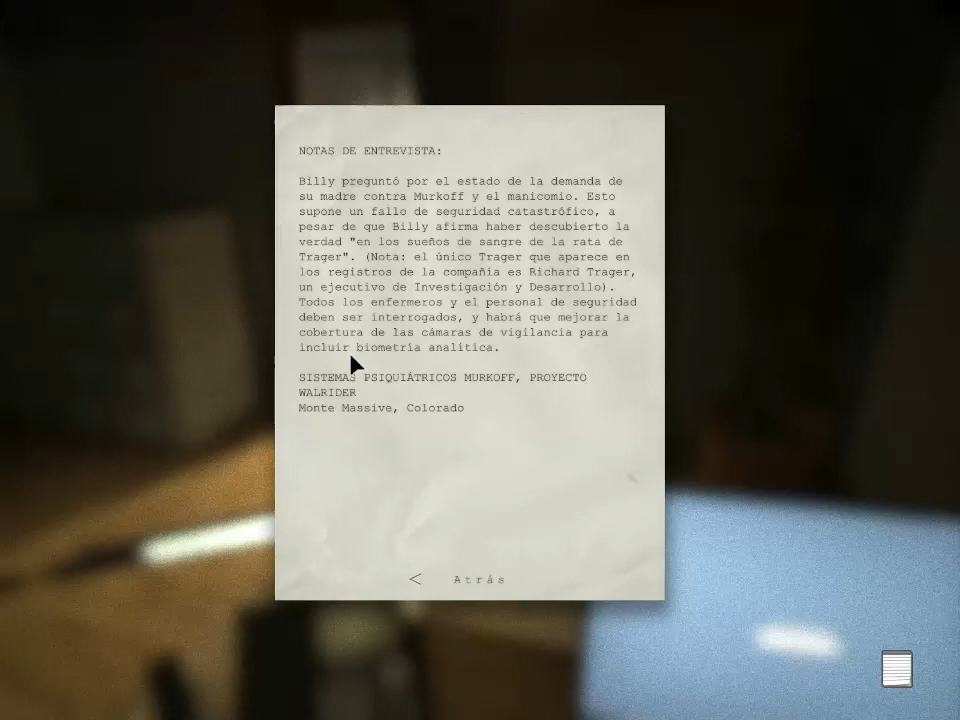 NOTAS DE ENTREVISTA:
Billy preguntó por el estado de la demanda de
su madre contra Murkoff y el manicomio. Esto
supone un fallo de seguridad catastrófico, a
pesar de que Billy afirma haber descubierto la
verdad "en los sueños de sangre de la rata de
Trager". (Nota: el único Trager que aparece en
los registros de la compañía es Richard Trager,
un ejecutivo de Investigación y Desarrollo).
Todos los enfermeros y el personal de seguridad
deben ser interrogados, y habrá que mejorar la
cobertura de las cámaras de vigilancia para
incluir biometría analítica.
SISTEMAS PSIQUIÁTRICOS MURKOFF, PROYECTO
WALRIDER
Monte Massive, Colorado
< Atrás